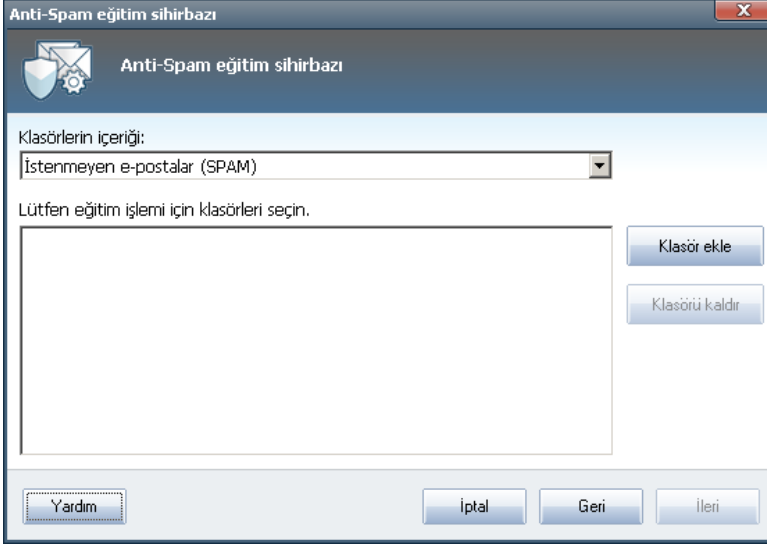 Anti-Spam eğitim sihirbazı
Anti-Spam eğitim sihirbazı
Klasörlerin içeriği:
İstenmeyen e-postalar (SPAM)
Lütfen eğitim işlemi için klasörleri seçin.
Klasör ekle
Klasörü kaldır
Yardım
İptal
Geri
İleri